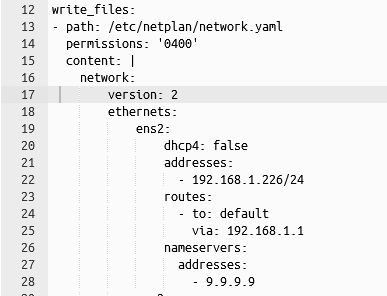 12 write_files:
13 - path: /etc/netplan/network.yaml
14   permissions: '0400'
15   content: |
16     network:
17         version: 2
18         ethernets:
19             ens2:
20                 dhcp4: false
21                 addresses:
22                   - 192.168.1.226/24
23                 routes:
24                   - to: default
25                     via: 192.168.1.1
26                 nameservers:
27                   addresses:
28                   - 9.9.9.9